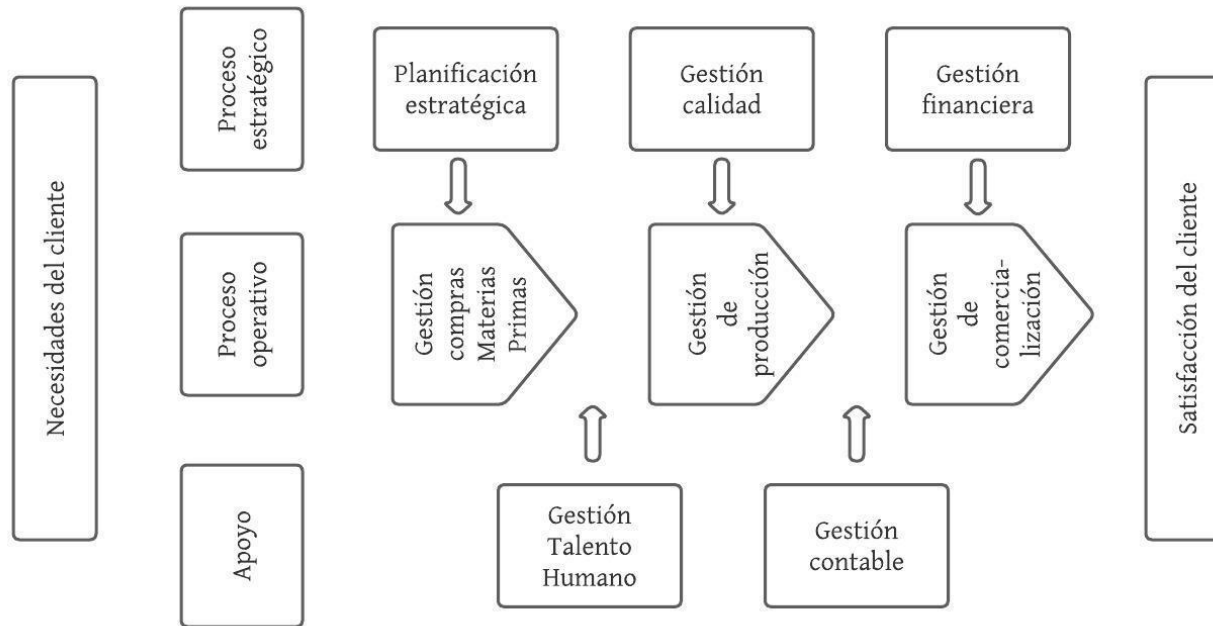 Necesidades del cliente
Proceso
estratégico
Planificación
estratégica
Gestión
calidad
Gestión
financiera
Proceso
operativo
Gestión
compras
Materias
Primas
Gestión
de
producción
Gestión
de
comercia-
lización
Apoyo
Gestión
Talento
Humano
Gestión
contable
Satisfacción del cliente